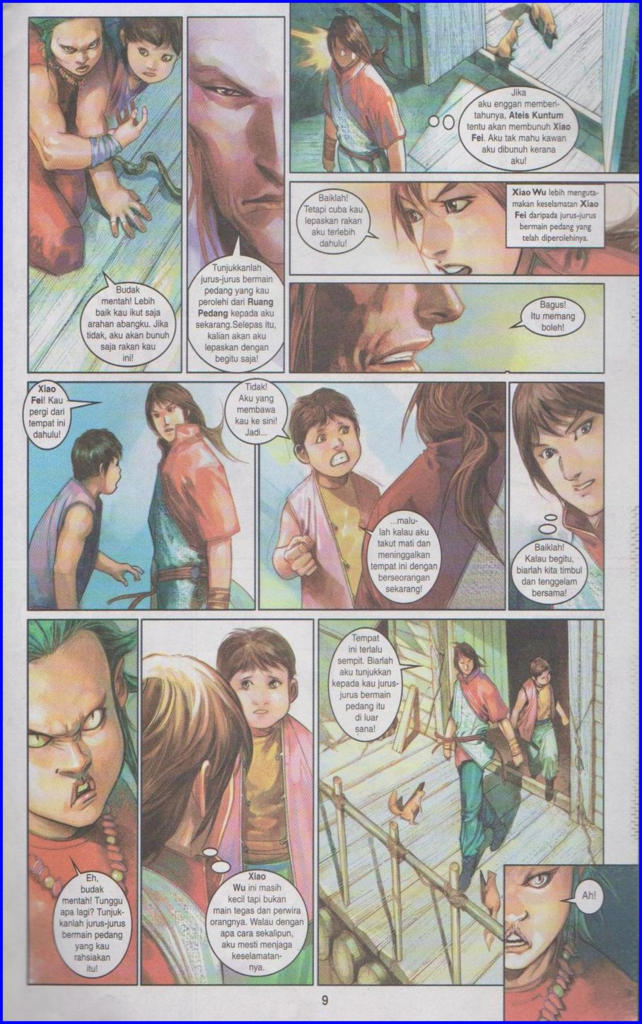 Budak
mentah! Lebih
baik kau ikut saja
arahan abangku. Jika
tidak, aku akan bunuh
saja rakan kau
ini!
Tunjukkanlah
jurus-jurus bermain
pedang yang kau
perolehi dari Ruang
Pedang kepada aku
sekarang.Selepas itu,
kalian akan aku
lepaskan dengan
begitu saja!
Jika
aku enggan memberi-
tahunya, Ateis Kuntum
tentu akan membunuh Xiao
Fei. Aku tak mahu kawan
aku dibunuh kerana
aku!
Baiklah!
Tetapi cuba kau
lepaskan rakan
aku terlebih
dahulu!
Xiao Wu lebih menguta-
makan keselamatan Xiao
Fei daripada jurus-jurus
bermain pedang yang
telah diperolehinya.
Bagus!
Itu memang
boleh!
Xiao
Fei! Kau
pergi dari
tempat ini
dahulu!
Tidak!
Aku yang
membawa
kau ke sini!
Jadi...
...malu-
lah kalau aku
takut mati dan
meninggalkan
tempat ini dengan
berseorangan
sekarang!
Baiklah!
Kalau begitu,
biarlah kita timbul
dan tenggelam
bersama!
Eh,
budak
mentah! Tunggu
apa lagi? Tunjuk-
kanlah jurus-jurus
bermain pedang
yang kau
rahsiakan
itu!
Xiao
Wu ini masih
kecil tapi bukan
main tegas dan perwira
orangnya. Walau dengan
apa cara sekalipun,
aku mesti menjaga
keselamatan-
nya.
Tempat
ini terlalu
sempit. Biarlah
aku tunjukkan
kepada kau jurus-
jurus bermain
pedang itu
di luar
sana!
Ah!
9